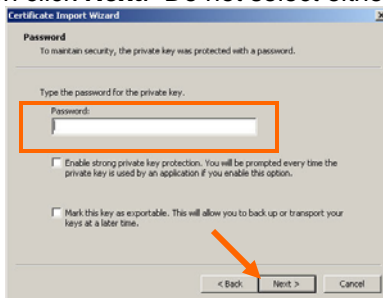 click Next. Do not select either
Certificate Import Wizard
Password
To maintain security, the private key was protected with a password.
Type the password for the private key.
Password:
Enable strong private key protection. You will be prompted every time the
private key is used by an application if you enable this option.
Mark this key as exportable. This will allow you to back up or transport your
keys at a later time.
< Back
Next >
Cancel